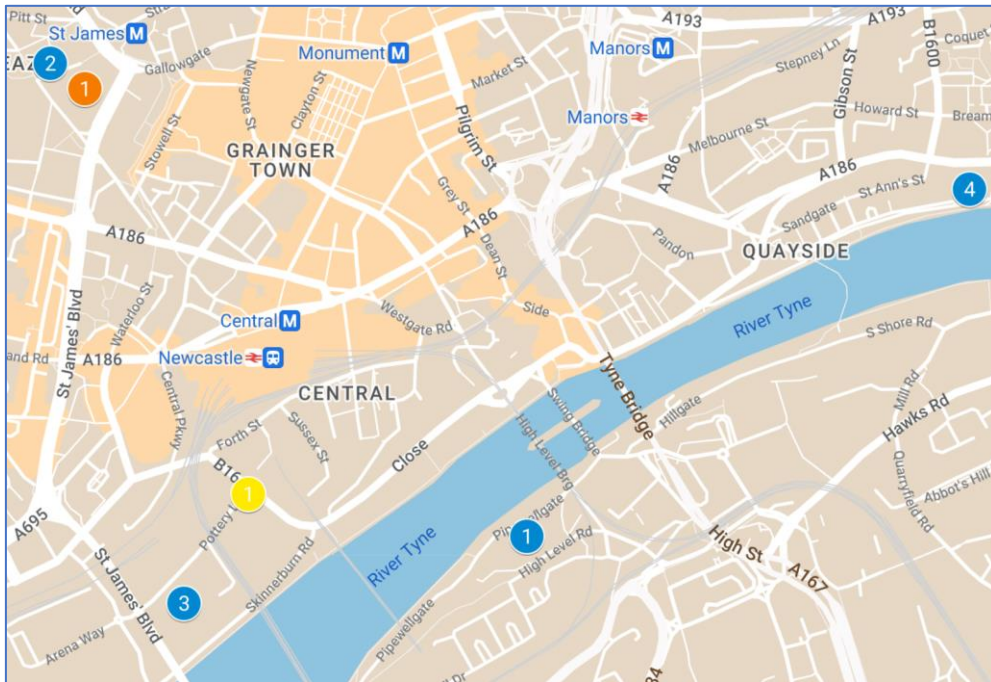 Pitt St
St James M
A193
A193
B1600
2
1
Gallowgate
Monument M
Manors M
Stepney Ln
Coquet St
Newgate St
Clayton St
Market St
Gibson St
Howard St
Stowell St
Pilgrim St
Manors
Melbourne St
GRAINGER
TOWN
A186
A186
4
St Ann's St
Grey St
A186
Sandgate
A186
Dean St
Pandon
QUAYSIDE
St James' Blvd
Waterloo St
Side
River Tyne
Central M
Westgate Rd
S Shore Rd
A186
Newcastle
Tyne Bridge
Mill Rd
Central Pkwy
CENTRAL
Swing Bridge
Hillgate
Hawks Rd
Forth St
Sussex St
Close
High Level Brg
Quarryfield Rd
Abbot's Hill
1
A695
1
High Level Rd
High St
River Tyne
A167
St James' Blvd
Skinnerburn Rd
3
Arena Way
Pipewellgate